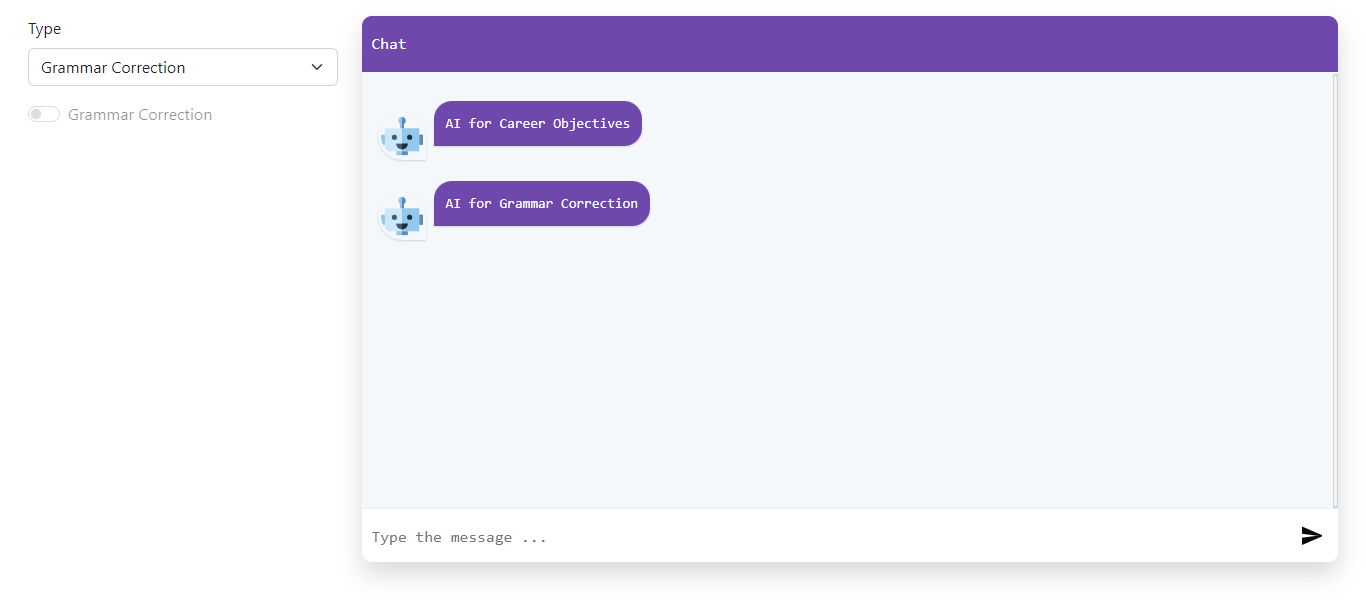 Type
Grammar Correction
Grammar Correction
Chat
AI for Career Objectives
AI for Grammar Correction
Type the message ...